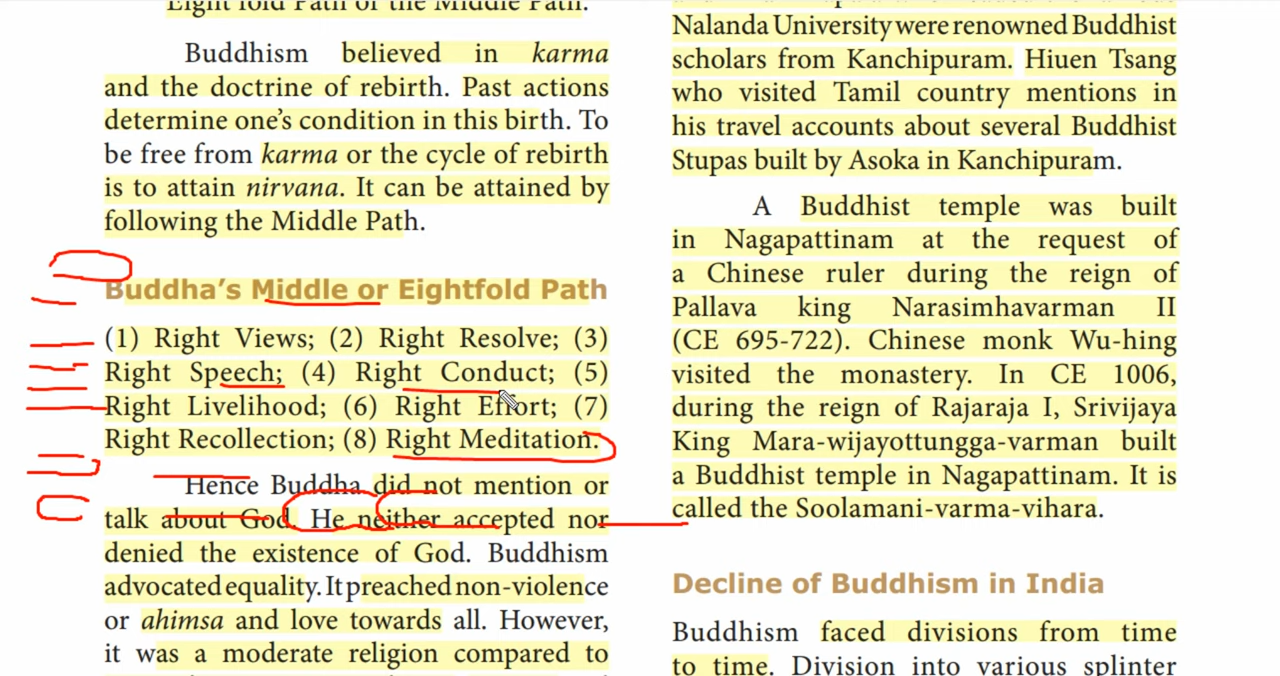 Eight fold Path or the Middle Path.
Buddhism believed in karma
and the doctrine of rebirth. Past actions
determine one's condition in this birth. To
be free from karma or the cycle of rebirth
is to attain nirvana. It can be attained by
following the Middle Path.
Buddha's Middle or Eightfold Path
(1) Right Views; (2) Right Resolve; (3)
Right Speech; (4) Right Conduct; (5)
Right Livelihood; (6) Right Effort; (7)
Right Recollection; (8) Right Meditation.
Hence Buddha did not mention or
talk about God. He neither accepted nor
denied the existence of God. Buddhism
advocated equality. It preached non-violence
or ahimsa and love towards all. However,
it was a moderate religion compared to
Nalanda University were renowned Buddhist
scholars from Kanchipuram. Hiuen Tsang
who visited Tamil country mentions in
his travel accounts about several Buddhist
Stupas built by Asoka in Kanchipuram.
A Buddhist temple was built
in Nagapattinam at the request of
a Chinese ruler during the reign of
Pallava king Narasimhavarman II
(CE 695-722). Chinese monk Wu-hing
visited the monastery. In CE 1006,
during the reign of Rajaraja I, Srivijaya
King Mara-wijayottungga-varman built
a Buddhist temple in Nagapattinam. It is
called the Soolamani-varma-vihara.
Decline of Buddhism in India
Buddhism faced divisions from time
to time. Division into various splinter